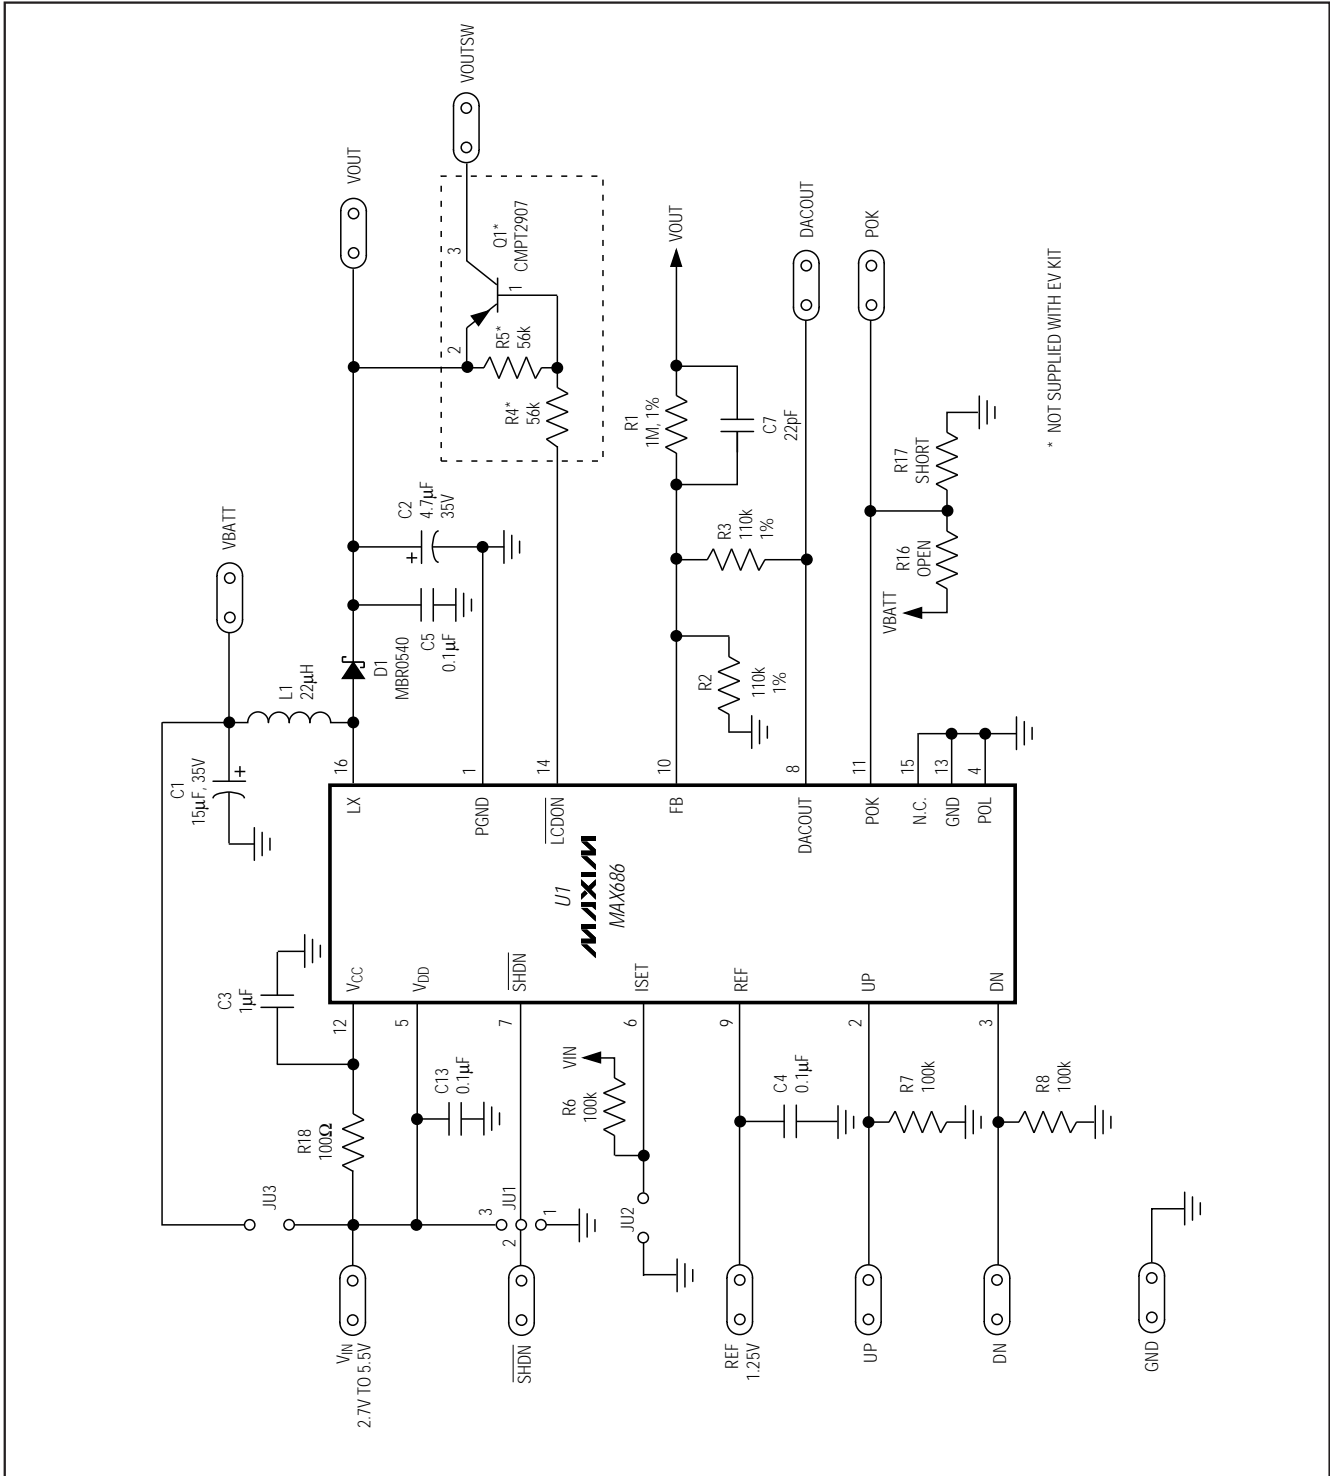 VOUTSW
VOUT
VBATT
Q1*
CMPT2907
3
2
1
R5*
56k
R4*
56k
C2
4.7µF
35V
+
C5
0.1µF
D1
MBR0540
L1
22µH
C1
15µF, 35V
+
VOUT
R1
1M, 1%
C7
22pF
R3
110k
1%
R2
110k
1%
DACOUT
POK
R17
SHORT
R16
OPEN
VBATT
* NOT SUPPLIED WITH EV KIT
16
1
14
10
8
11
15
13
4
LX
PGND
LCDON
FB
DACOUT
POK
N.C.
GND
POL
U1
MAXIM
MAX686
VCC
VDD
SHDN
ISET
REF
UP
DN
12
5
7
6
9
2
3
C3
1µF
R18
100Ω
C13
0.1µF
VIN
R6
100k
C4
0.1µF
R7
100k
R8
100k
JU3
3
JU1
2
1
JU2
VIN
2.7V TO 5.5V
SHDN
REF
1.25V
UP
DN
GND